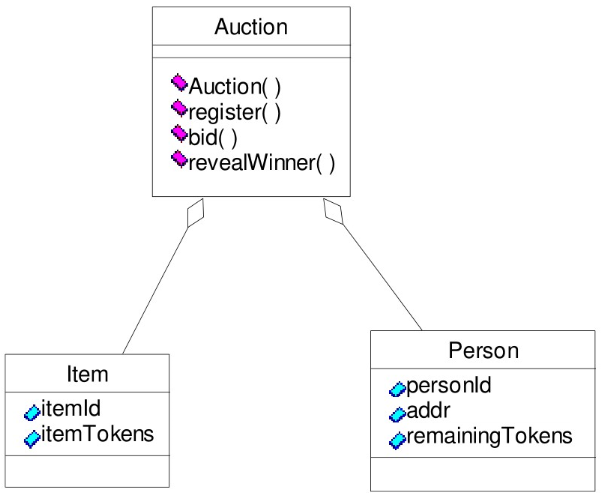 Auction
Auction( )
register( )
bid( )
revealWinner( )
Item
itemId
itemTokens
Person
personId
addr
remainingTokens